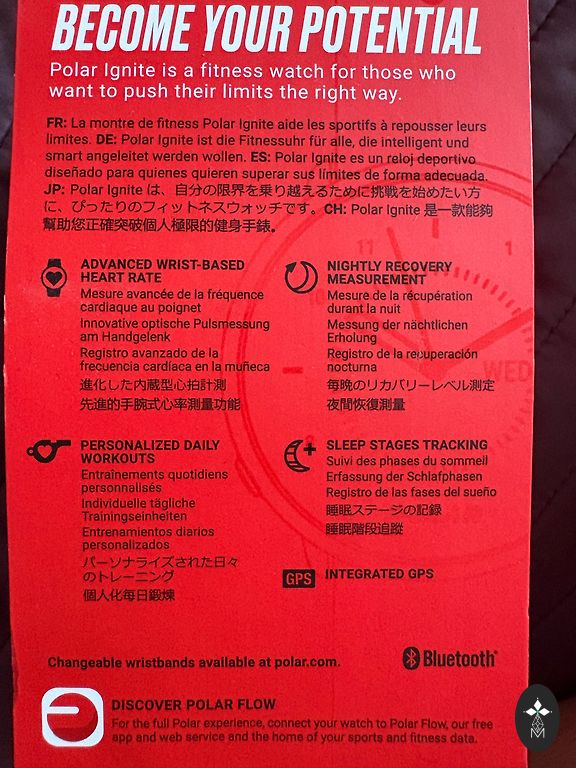 BECOME YOUR POTENTIAL
Polar Ignite is a fitness watch for those who
want to push their limits the right way.
FR: La montre de fitness Polar Ignite aide les sportifs à repousser leurs
limites. DE: Polar Ignite ist die Fitnessuhr für alle, die intelligent und
smart angeleitet werden wollen. ES: Polar Ignite es un reloj deportivo
diseñado para quienes quieren superar sus límites de forma adecuada.
JP: Polar Ignite は、自分の限界を乗り越えるために挑戦を始めたい方
に、ぴったりのフィットネスウォッチです。CH: Polar Ignite 是一款能夠
幫助您正確突破個人極限的健身手錶。
11
1
10
WED
ADVANCED WRIST-BASED
HEART RATE
Mesure avancée de la fréquence
cardiaque au poignet
Innovative optische Pulsmessung
am Handgelenk
Registro avanzado de la
frecuencia cardíaca en la muñeca
進化した内蔵型心拍計測
先進的手腕式心率測量功能
NIGHTLY RECOVERY
MEASUREMENT
Mesure de la récupération
durant la nuit
Messung der nächtlichen
Erholung
Registro de la recuperación
nocturna
毎晩のリカバリーレベル測定
夜間恢復測量
PERSONALIZED DAILY
WORKOUTS
Entraînements quotidiens
personnalisés
Individuelle tägliche
Trainingseinheiten
Entrenamientos diarios
personalizados
パーソナライズされた日々
のトレーニング
個人化每日鍛煉
SLEEP STAGES TRACKING
Suivi des phases du sommeil
Erfassung der Schlafphasen
Registro de las fases del sueño
睡眠ステージの記録
睡眠階段追蹤
GPS INTEGRATED GPS
Changeable wristbands available at polar.com.
Bluetooth®
DISCOVER POLAR FLOW
For the full Polar experience, connect your watch to Polar Flow, our free
app and web service and the home of your sports and fitness data.
M